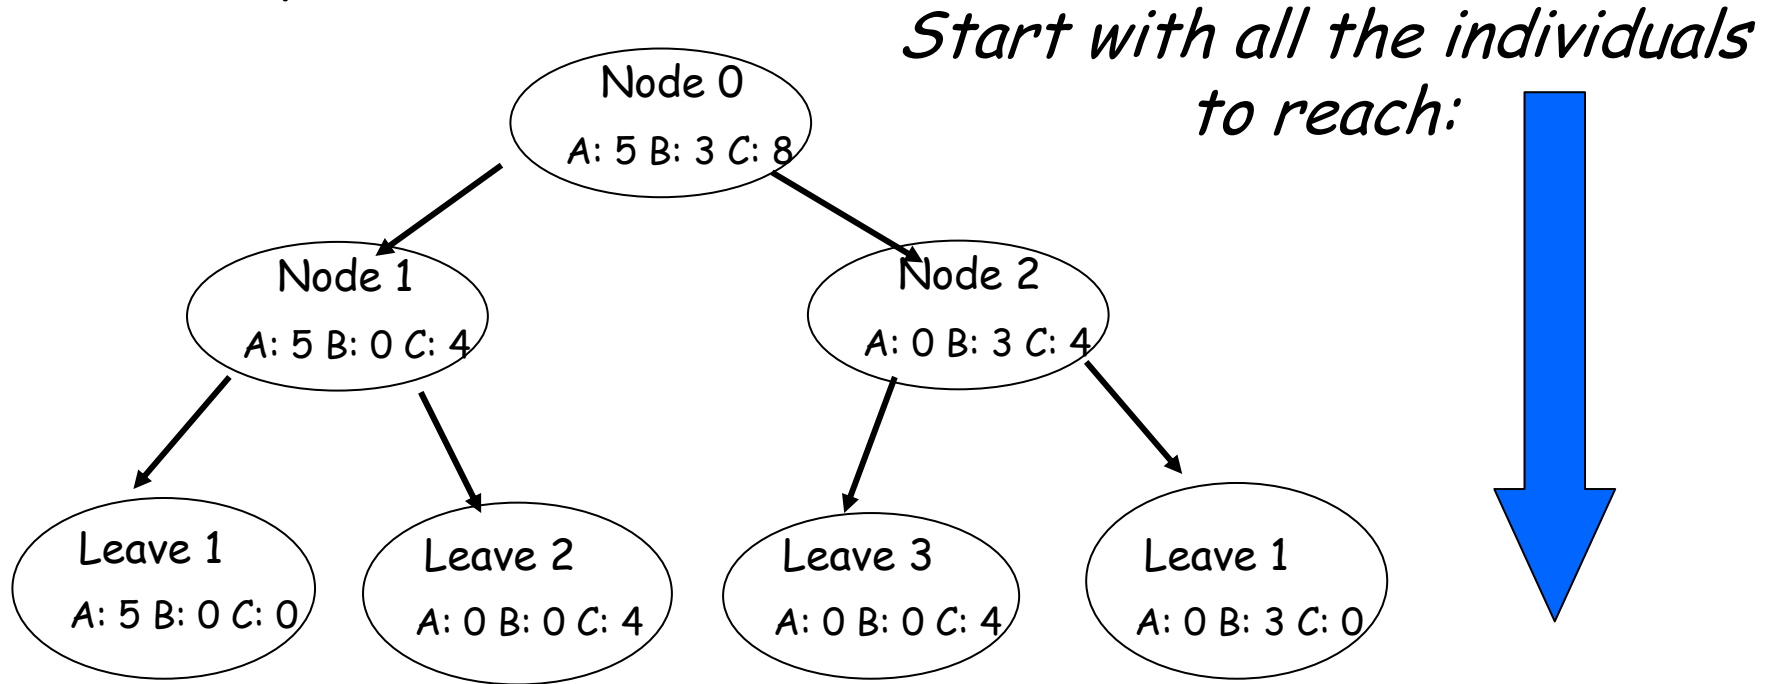 Start with all the individuals
to reach:
Node 0
A: 5 B: 3 C: 8
Node 1
A: 5 B: 0 C: 4
Node 2
A: 0 B: 3 C: 4
Leave 1
A: 5 B: 0 C: 0
Leave 2
A: 0 B: 0 C: 4
Leave 3
A: 0 B: 0 C: 4
Leave 1
A: 0 B: 3 C: 0